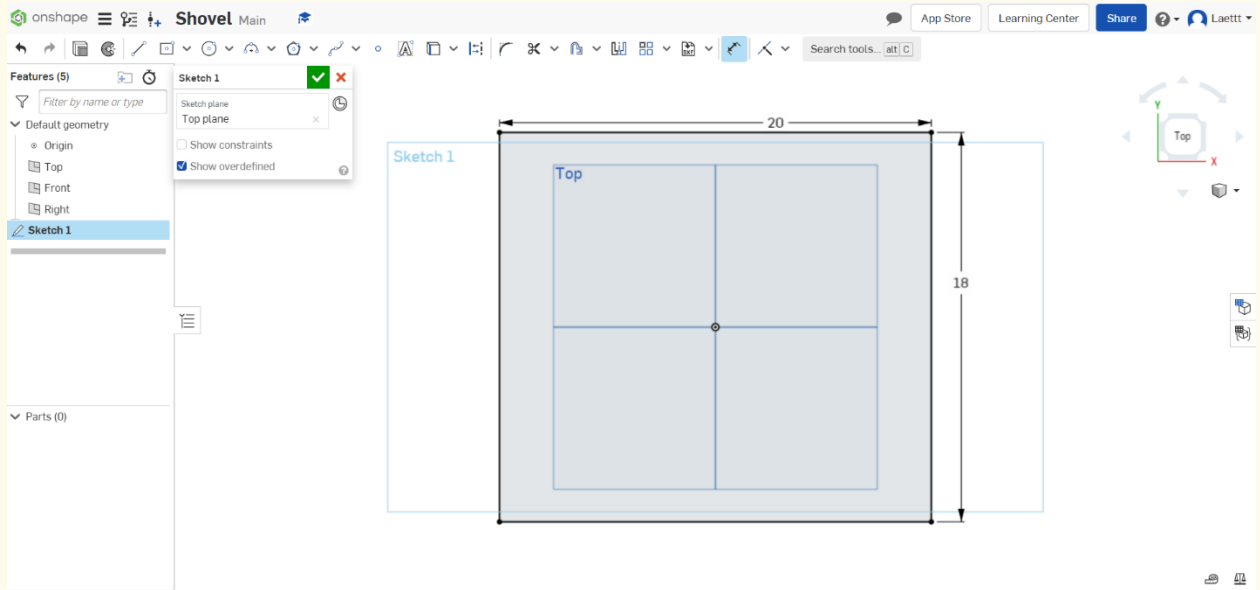 onshape Shovel Main App Store Learning Center Share ? Laettt
Search tools... alt C
Features (5)
Filter by name or type
Default geometry
Origin
Top
Front
Right
Sketch 1
Parts (0)
Sketch 1
Sketch plane
Top plane
Show constraints
Show overdefined
20
Sketch 1
Top
18
Y
Top
X